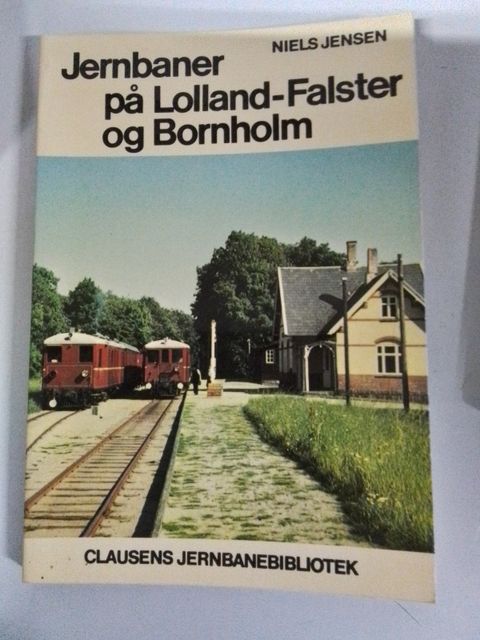 NIELS JENSEN
Jernbaner
på Lolland-Falster
og Bornholm
CLAUSENS JERNBANEBIBLIOTEK